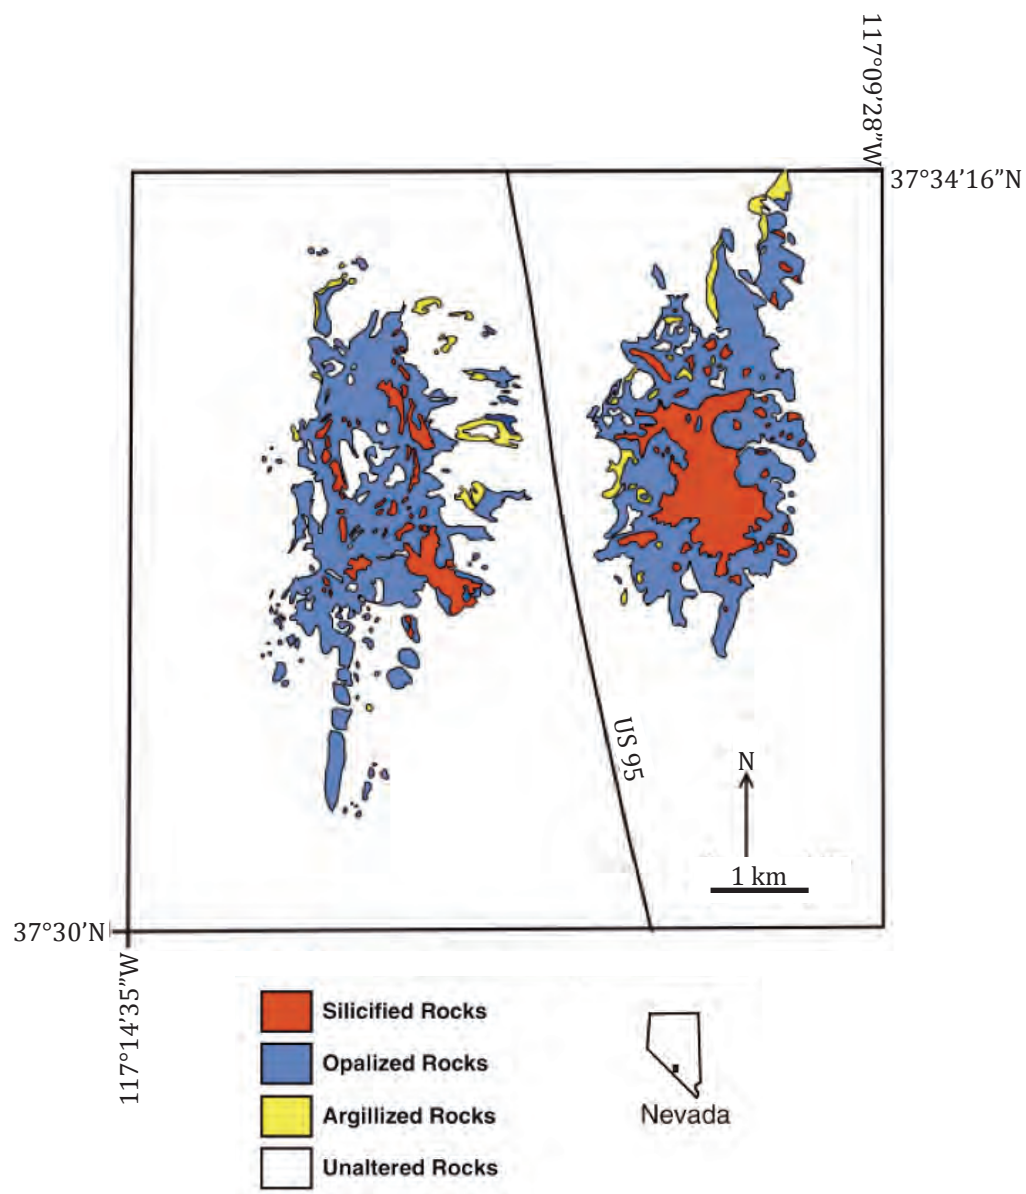 117°09’28”W
37°34’16”N
US 95
N
1 km
37°30’N
117°14’35”W
Silicified Rocks
Opalized Rocks
Argillized Rocks
Unaltered Rocks
Nevada